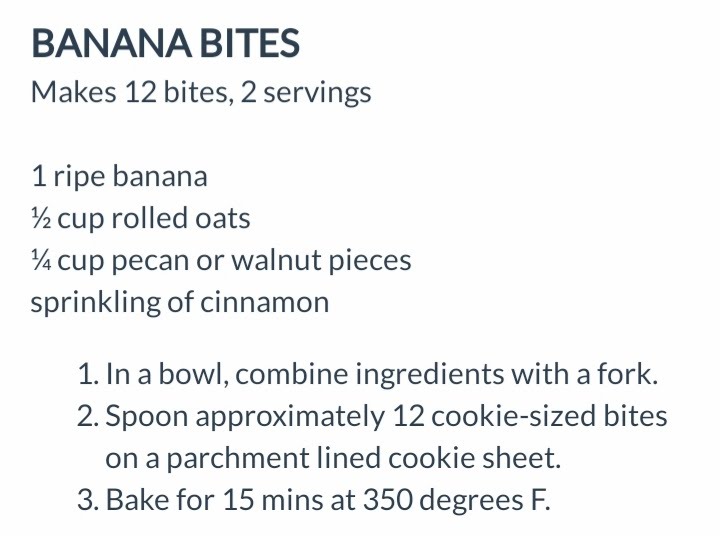 BANANA BITES
Makes 12 bites, 2 servings
1 ripe banana
½ cup rolled oats
¼ cup pecan or walnut pieces
sprinkling of cinnamon
1. In a bowl, combine ingredients with a fork.
2. Spoon approximately 12 cookie-sized bites
on a parchment lined cookie sheet.
3. Bake for 15 mins at 350 degrees F.